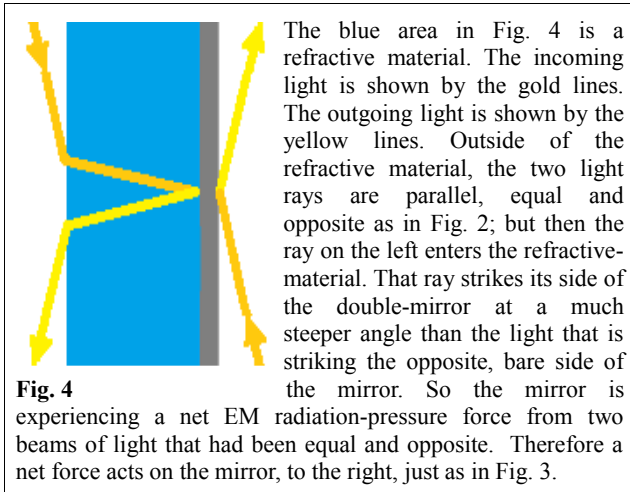 The blue area in Fig. 4 is a
refractive material. The incoming
light is shown by the gold lines.
The outgoing light is shown by the
yellow lines. Outside of the
refractive material, the two light
rays are parallel, equal and
opposite as in Fig. 2; but then the
ray on the left enters the refractive-
material. That ray strikes its side of
the double-mirror at a much
steeper angle than the light that is
striking the opposite, bare side of
Fig. 4 the mirror. So the mirror is
experiencing a net EM radiation-pressure force from two
beams of light that had been equal and opposite. Therefore a
net force acts on the mirror, to the right, just as in Fig. 3.